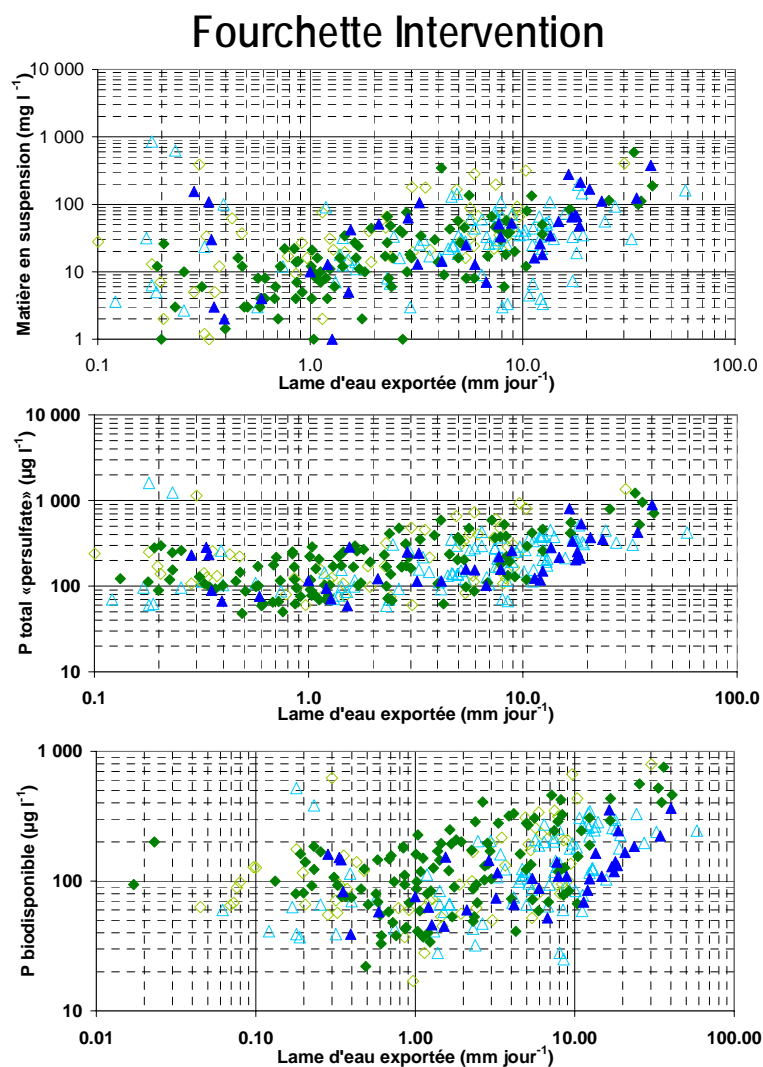 Fourchette Intervention
Matière en suspension (mg l⁻¹)
10 000
1 000
100
10
1
0.1 1.0 10.0 100.0
Lame d'eau exportée (mm jour⁻¹)
P total «persulfate» (µg l⁻¹)
10 000
1 000
100
10
0.1 1.0 10.0 100.0
Lame d'eau exportée (mm jour⁻¹)
P biodisponible (µg l⁻¹)
1 000
100
10
0.01 0.10 1.00 10.00 100.00
Lame d'eau exportée (mm jour⁻¹)